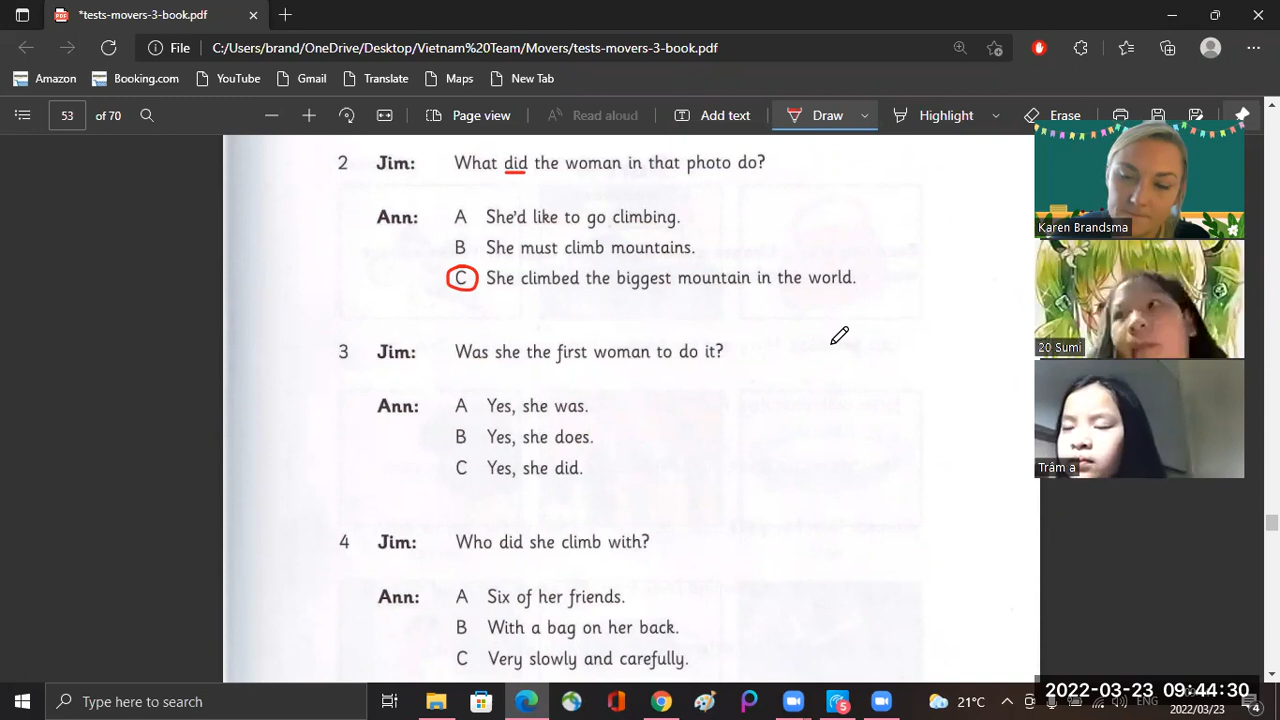 *tests-movers-3-book.pdf
File C:/Users/brand/OneDrive/Desktop/Vietnam%20Team/Movers/tests-movers-3-book.pdf
Amazon Booking.com YouTube Gmail Translate Maps New Tab
53 of 70 Page view Read aloud Add text Draw Highlight Erase
2 Jim: What did the woman in that photo do?
Ann: A She'd like to go climbing.
B She must climb mountains.
C She climbed the biggest mountain in the world.
3 Jim: Was she the first woman to do it?
Ann: A Yes, she was.
B Yes, she does.
C Yes, she did.
4 Jim: Who did she climb with?
Ann: A Six of her friends.
B With a bag on her back.
C Very slowly and carefully.
Karen Brandsma
20 Sumi
Trâm a
Type here to search
21°C
ENG
2022-03-23 09:44:30
2022/03/23